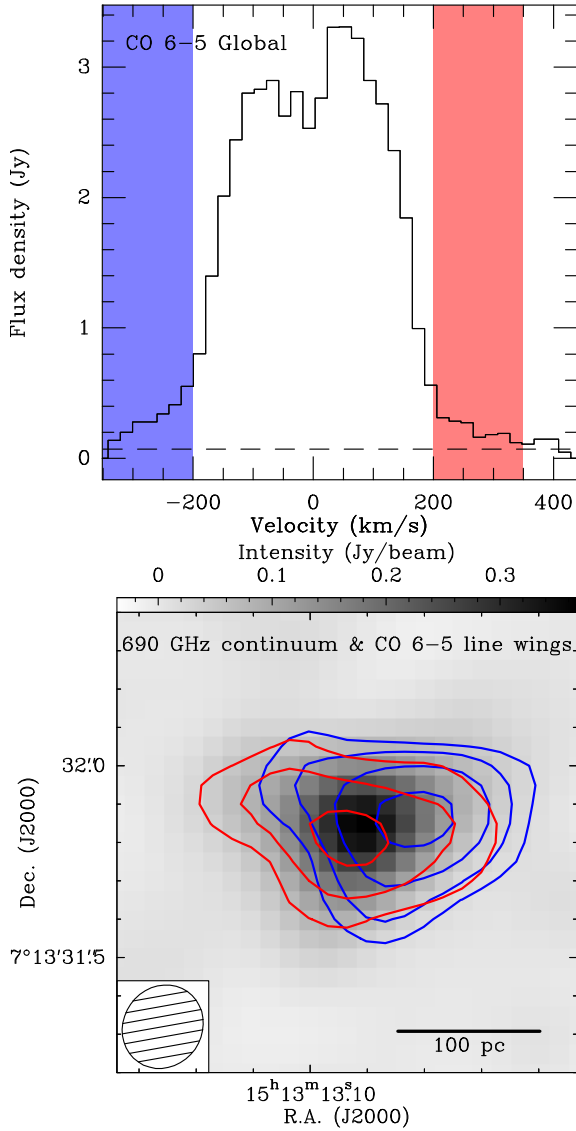 CO 6−5 Global
3
2
1
0
Flux density (Jy)
−200 0 200 400
Velocity (km/s)
Intensity (Jy/beam)
0 0.1 0.2 0.3
690 GHz continuum & CO 6−5 line wings
32.̋0
Dec. (J2000)
7°13'31.̋5
100 pc
15ʰ13ᵐ13.ˢ10
R.A. (J2000)